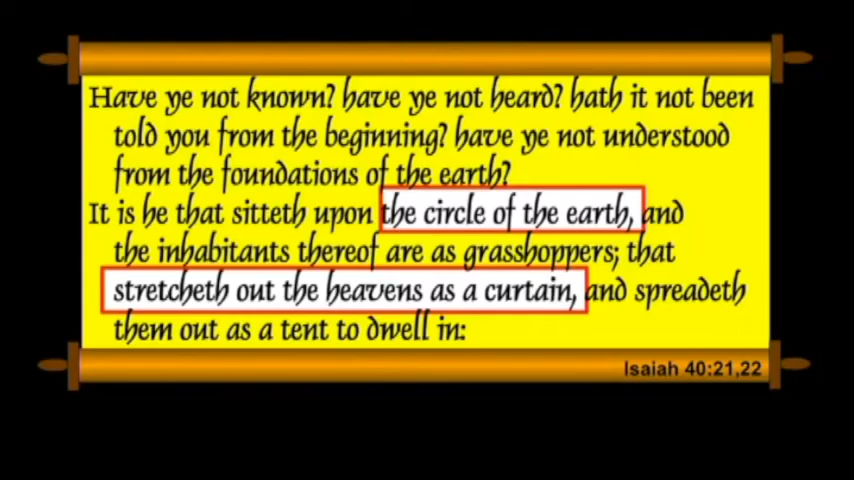 Have ye not known? have ye not heard? hath it not been
told you from the beginning? have ye not understood
from the foundations of the earth?
It is he that sitteth upon the circle of the earth, and
the inhabitants thereof are as grasshoppers; that
stretcheth out the heavens as a curtain, and spreadeth
them out as a tent to dwell in:
Isaiah 40:21,22